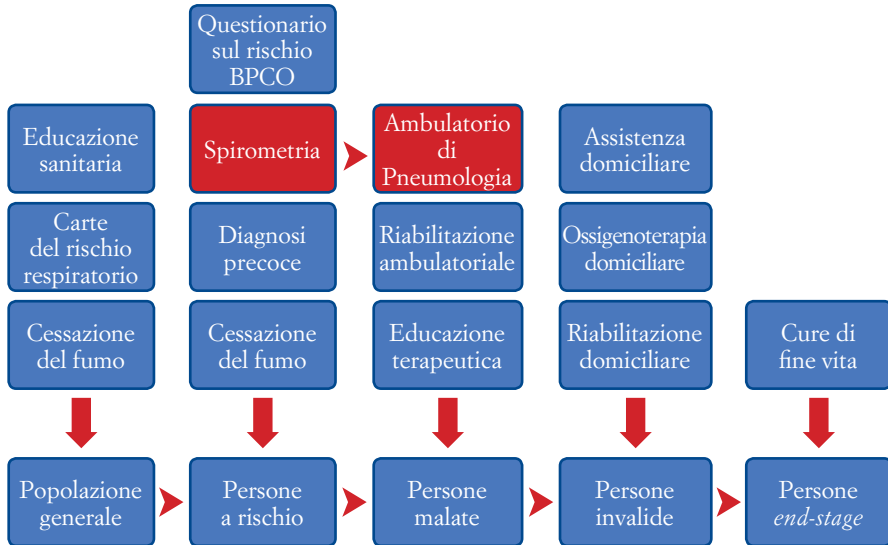 Questionario
sul rischio
BPCO
Educazione
sanitaria
Spirometria
Ambulatorio
di
Pneumologia
Assistenza
domiciliare
Carte
del rischio
respiratorio
Diagnosi
precoce
Riabilitazione
ambulatoriale
Ossigenoterapia
domiciliare
Cessazione
del fumo
Cessazione
del fumo
Educazione
terapeutica
Riabilitazione
domiciliare
Cure di
fine vita
Popolazione
generale
Persone
a rischio
Persone
malate
Persone
invalide
Persone
end-stage